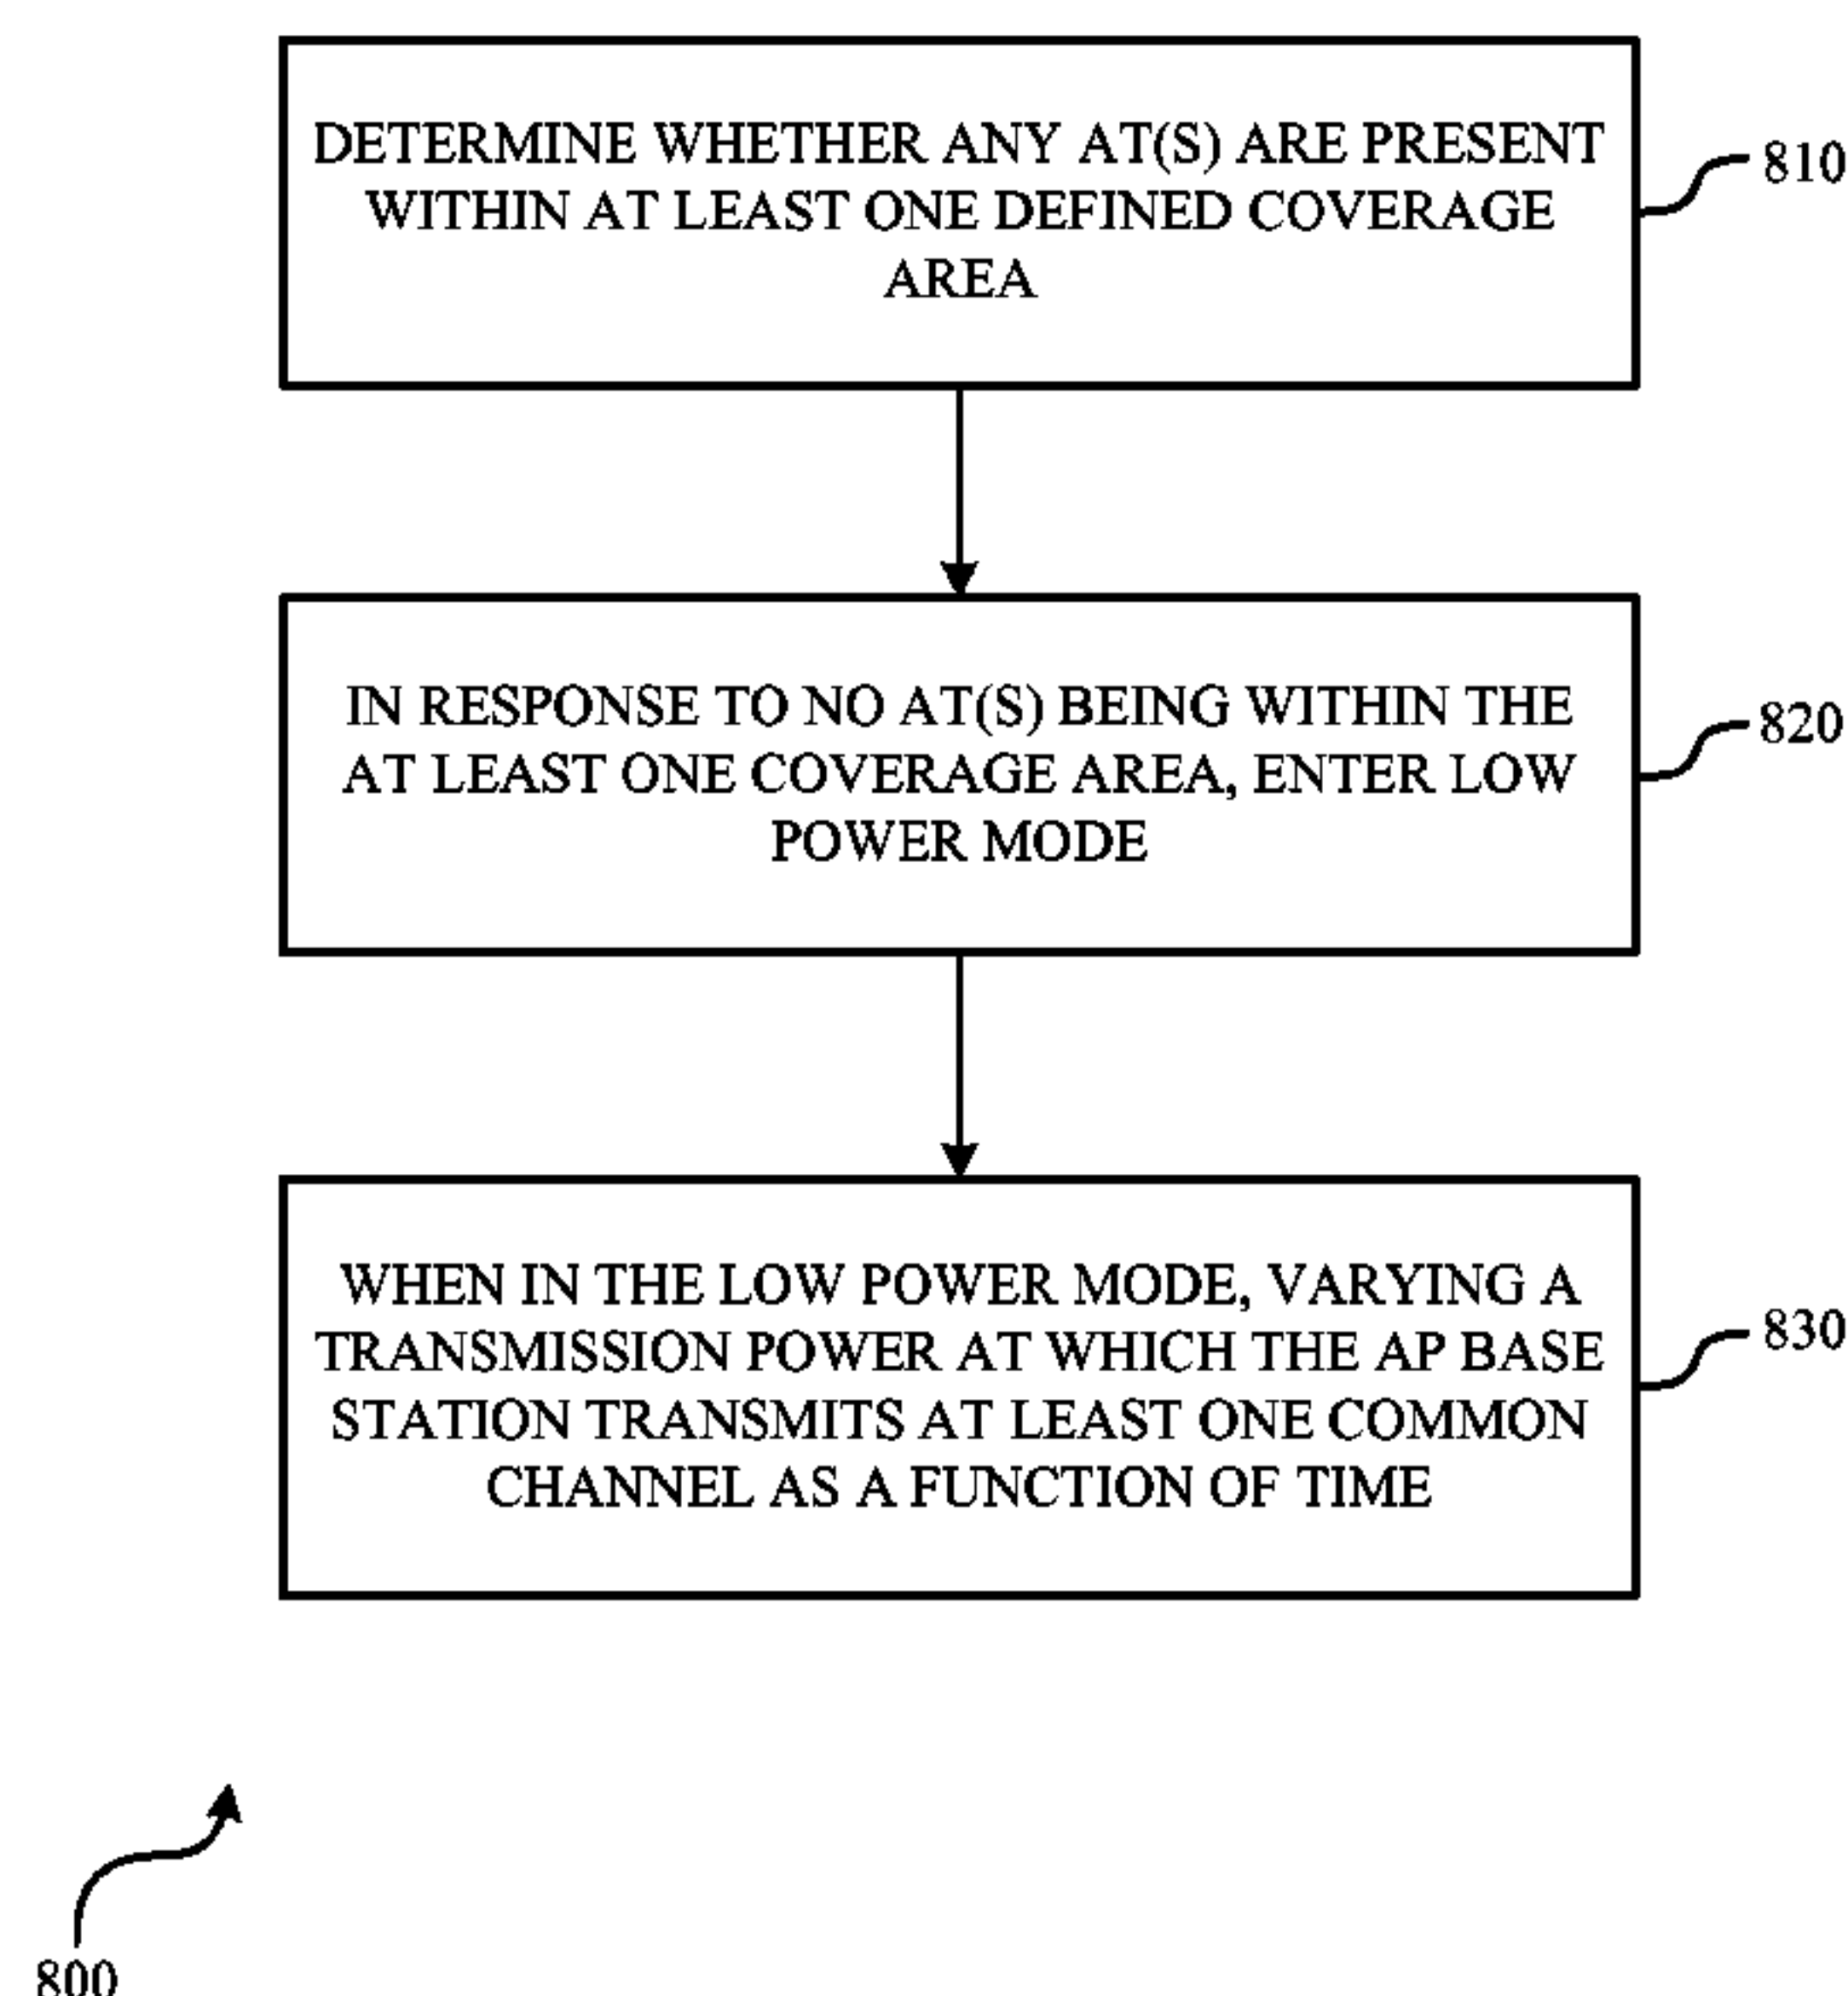 DETERMINE WHETHER ANY AT(S) ARE PRESENT
WITHIN AT LEAST ONE DEFINED COVERAGE
AREA
810
IN RESPONSE TO NO AT(S) BEING WITHIN THE
AT LEAST ONE COVERAGE AREA, ENTER LOW
POWER MODE
820
WHEN IN THE LOW POWER MODE, VARYING A
TRANSMISSION POWER AT WHICH THE AP BASE
STATION TRANSMITS AT LEAST ONE COMMON
CHANNEL AS A FUNCTION OF TIME
830
800